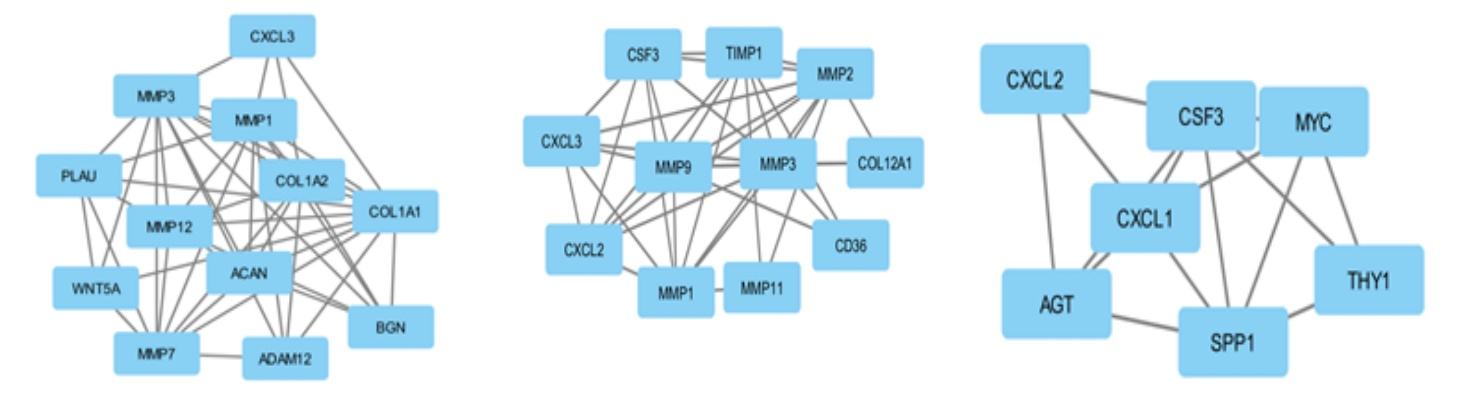 CXCL3
MMP3
MMP1
PLAU
COL1A2
COL1A1
MMP12
ACAN
WNT5A
BGN
MMP7
ADAM12
CSF3
TIMP1
MMP2
CXCL3
MMP9
MMP3
COL12A1
CXCL2
CD36
MMP1
MMP11
CXCL2
CSF3
MYC
CXCL1
THY1
AGT
SPP1